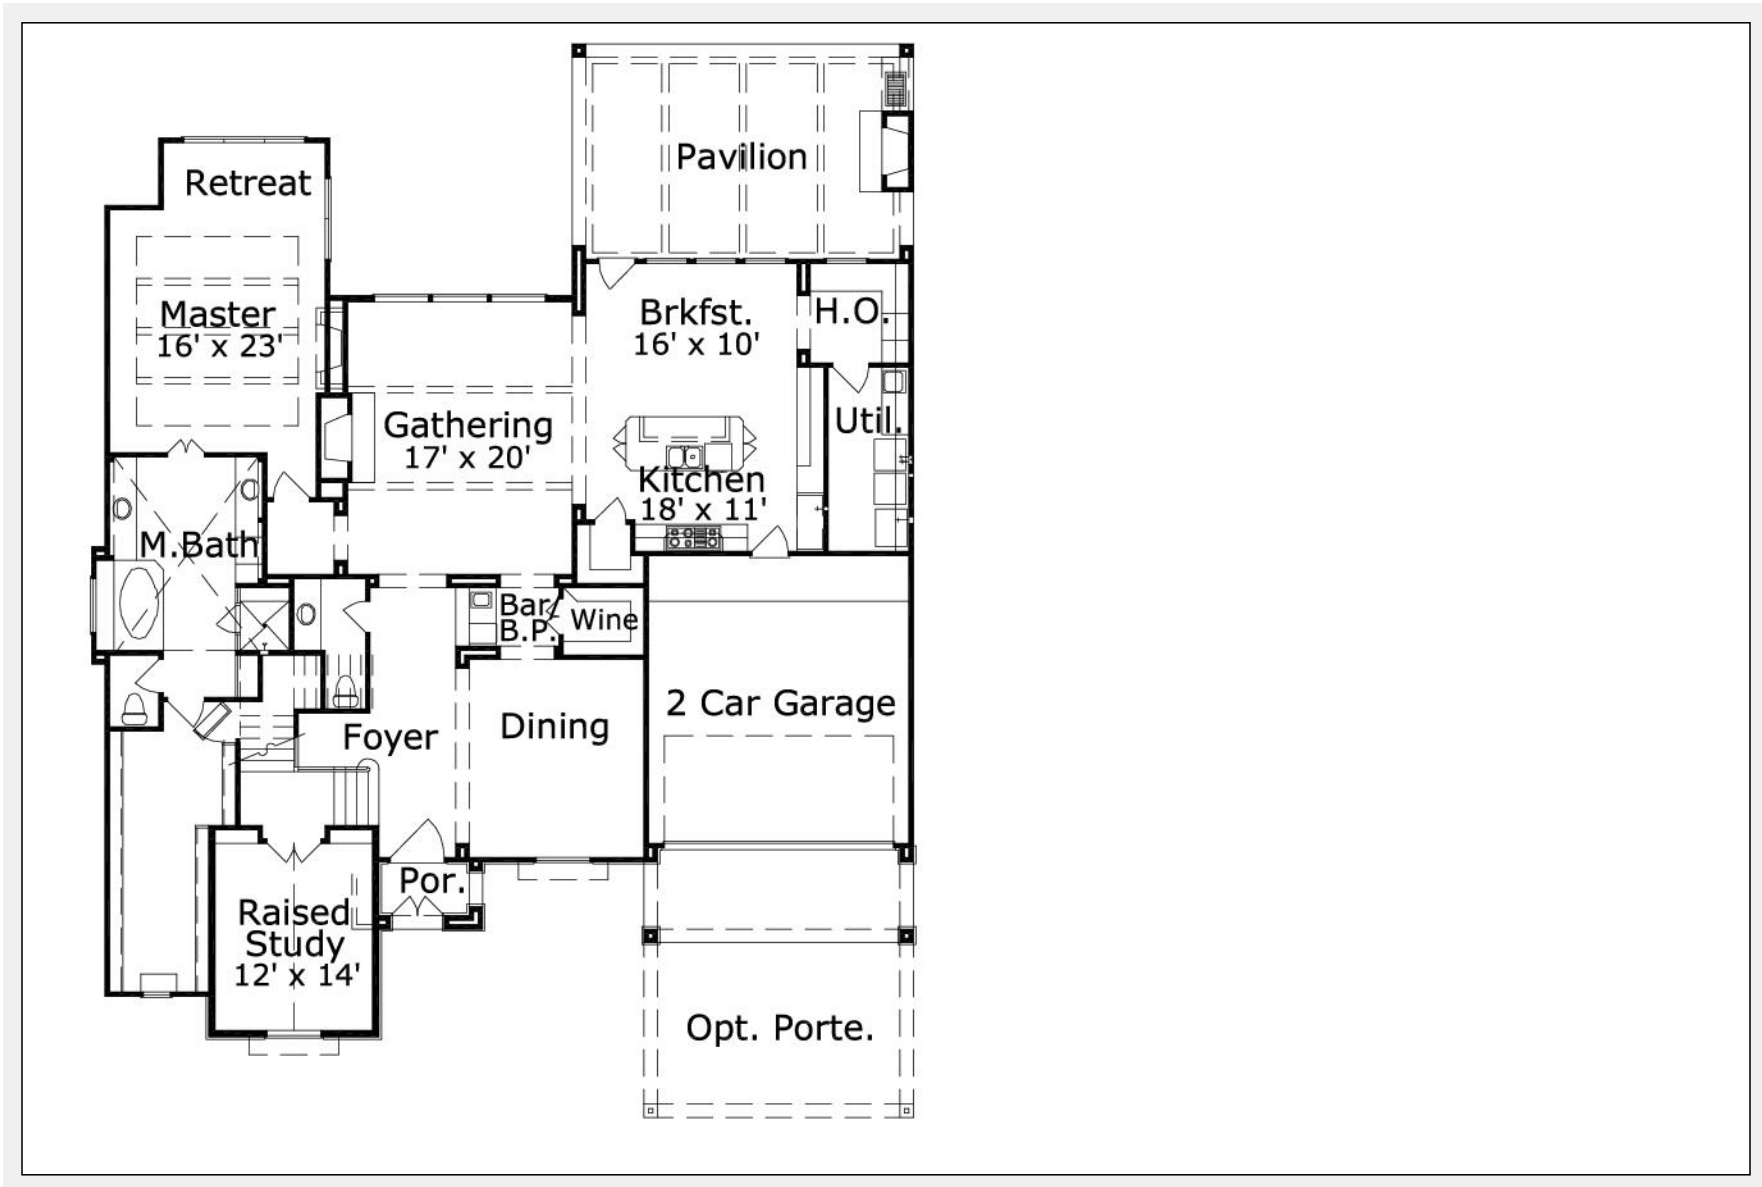 Pavilion
Retreat
Master
16' x 23'
Brkfst.
16' x 10'
H.O.
Gathering
17' x 20'
Util.
Kitchen
18' x 11'
M.Bath
Bar/
B.P.
Wine
2 Car Garage
Dining
Foyer
Por.
Raised
Study
12' x 14'
Opt. Porte.